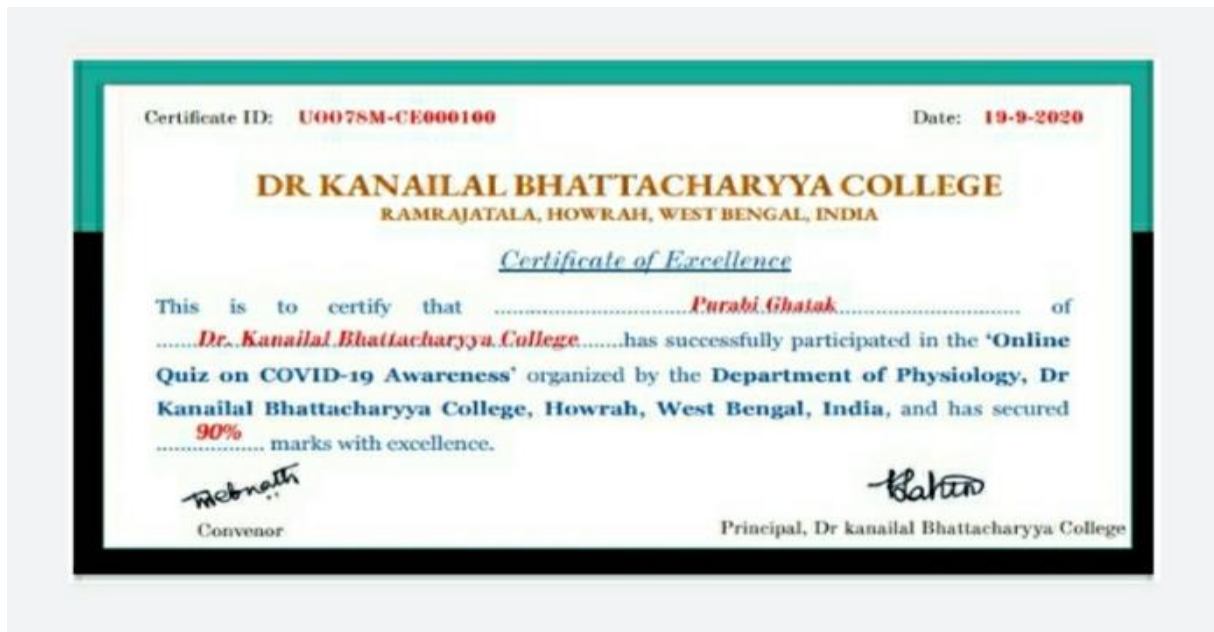 Certificate ID: UOO78M-CE000100 Date: 19-9-2020
DR KANAILAL BHATTACHARYYA COLLEGE
RAMRAJATALA, HOWRAH, WEST BENGAL, INDIA
Certificate of Excellence
This is to certify that ........................................Purabi Ghatak..................................... of
.......Dr. Kanailal Bhattacharyya College.......has successfully participated in the 'Online
Quiz on COVID-19 Awareness' organized by the Department of Physiology, Dr
Kanailal Bhattacharyya College, Howrah, West Bengal, India, and has secured
90% marks with excellence.
Convenor Principal, Dr kanailal Bhattacharyya College